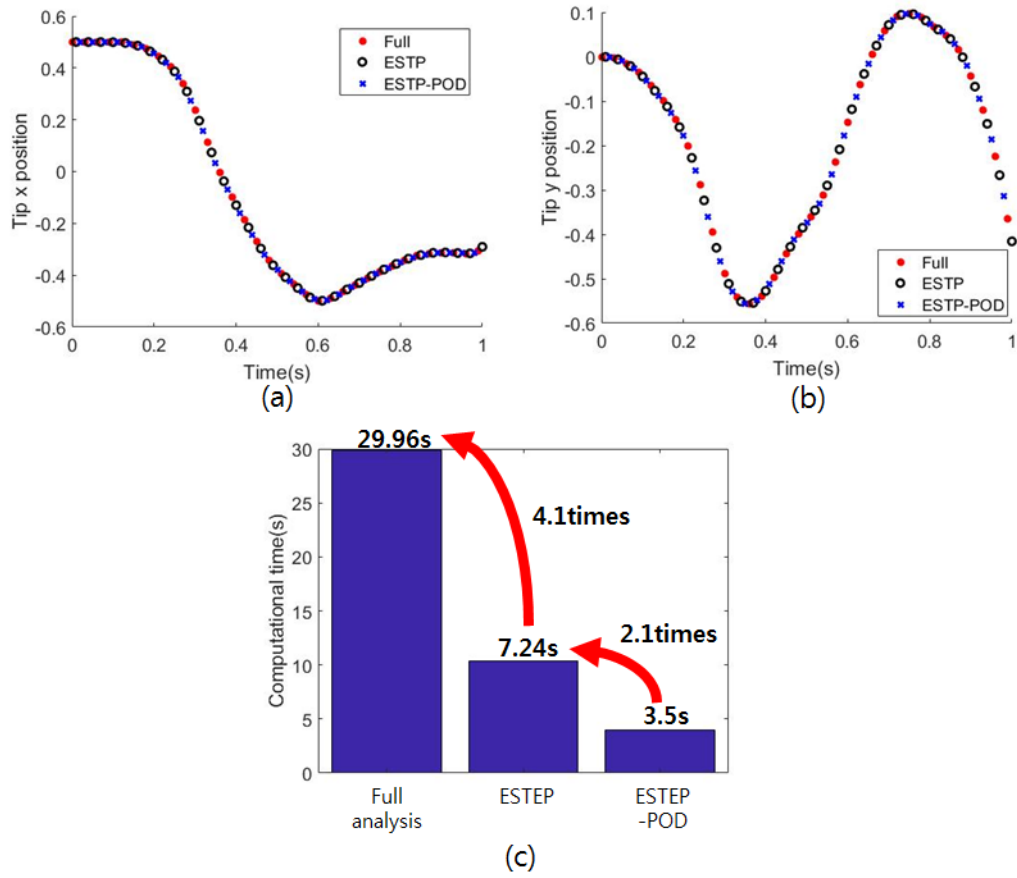 0.6
0.4
0.2
0
-0.2
-0.4
-0.6
Tip x position
0
0.2
0.4
0.6
0.8
1
Time(s)
Full
ESTP
ESTP-POD
(a)
0.1
0
-0.1
-0.2
-0.3
-0.4
-0.5
-0.6
Tip y position
0
0.2
0.4
0.6
0.8
1
Time(s)
Full
ESTP
ESTP-POD
(b)
30
25
20
15
10
5
0
Computational time(s)
29.96s
4.1times
7.24s
2.1times
3.5s
Full
analysis
ESTEP
ESTEP
-POD
(c)